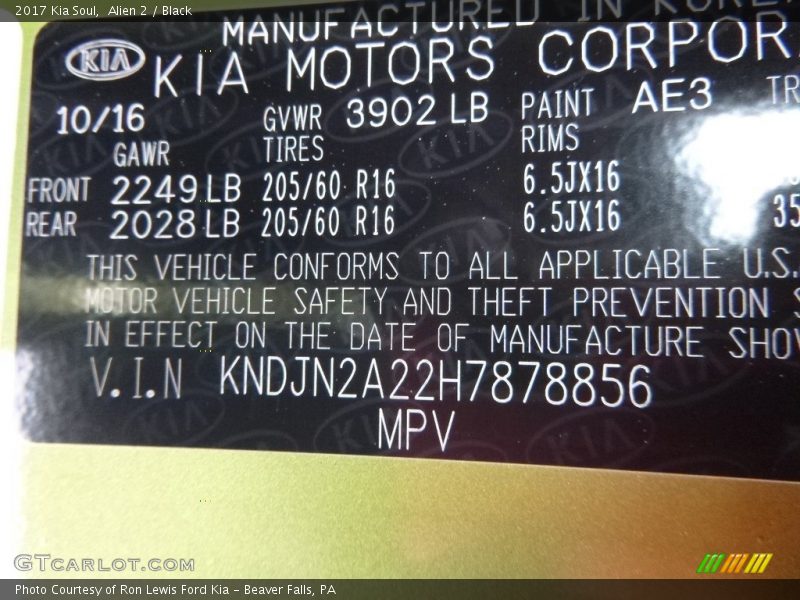 2017 Kia Soul, Alien 2 / Black
MANUFACTURED IN KOREA
KIA KIA MOTORS CORPOR
10/16 GVWR 3902 LB PAINT AE3 TR
GAWR TIRES RIMS
FRONT 2249 LB 205/60 R16 6.5JX16
REAR 2028 LB 205/60 R16 6.5JX16 35
THIS VEHICLE CONFORMS TO ALL APPLICABLE U.S.
MOTOR VEHICLE SAFETY AND THEFT PREVENTION S
IN EFFECT ON THE DATE OF MANUFACTURE SHOW
V.I.N KNDJN2A22H7878856
MPV
GTCARLOT.COM
Photo Courtesy of Ron Lewis Ford Kia - Beaver Falls, PA